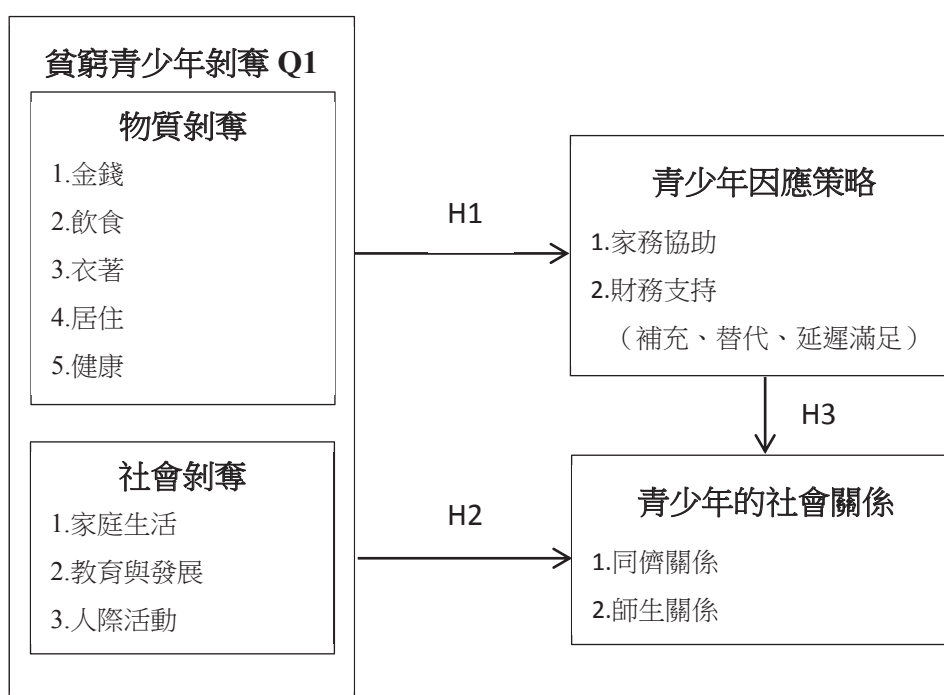 貧窮青少年剝奪 Q1
物質剝奪
1.金錢
2.飲食
3.衣著
4.居住
5.健康
社會剝奪
1.家庭生活
2.教育與發展
3.人際活動
H1
H2
青少年因應策略
1.家務協助
2.財務支持
（補充、替代、延遲滿足）
H3
青少年的社會關係
1.同儕關係
2.師生關係